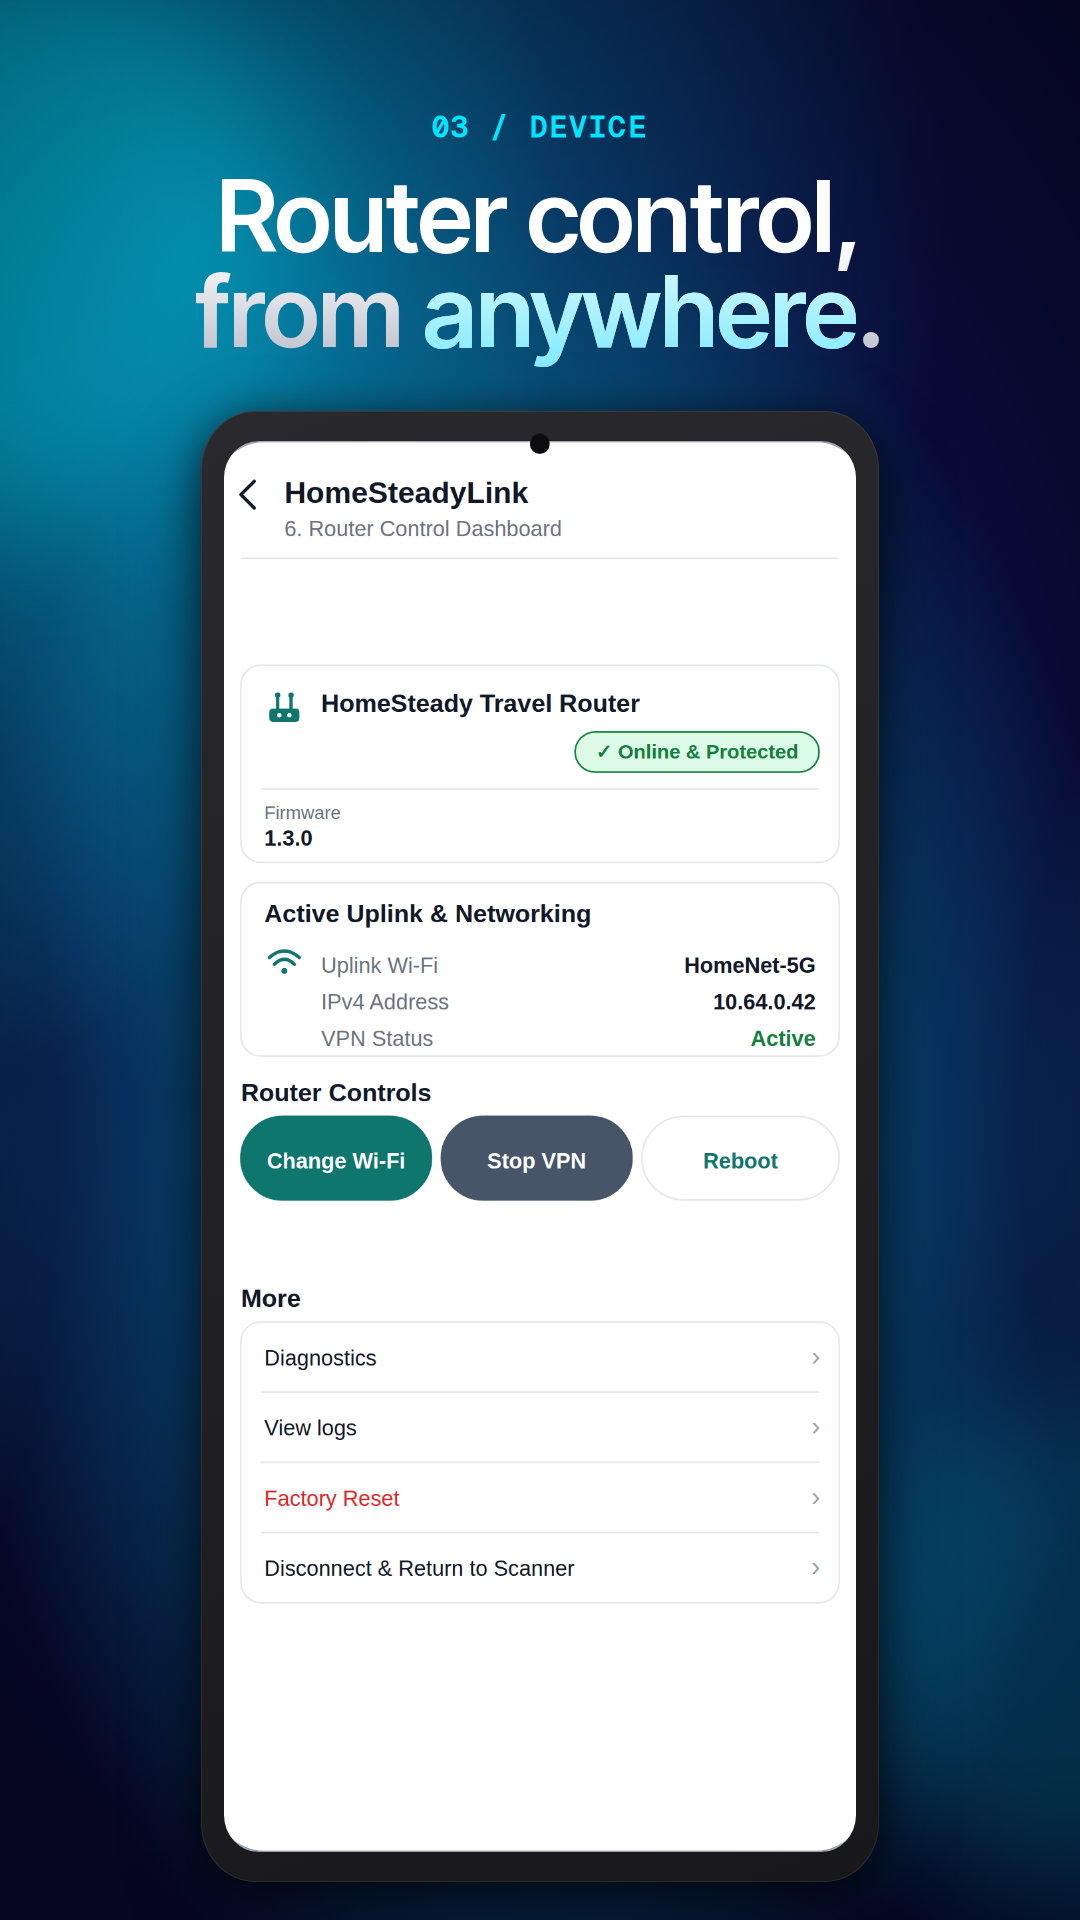 03 / DEVICE
Router control,
from anywhere.
HomeSteadyLink
6. Router Control Dashboard
HomeSteady Travel Router
✓ Online & Protected
Firmware
1.3.0
Active Uplink & Networking
Uplink Wi-Fi HomeNet-5G
IPv4 Address 10.64.0.42
VPN Status Active
Router Controls
Change Wi-Fi Stop VPN Reboot
More
Diagnostics ›
View logs ›
Factory Reset ›
Disconnect & Return to Scanner ›